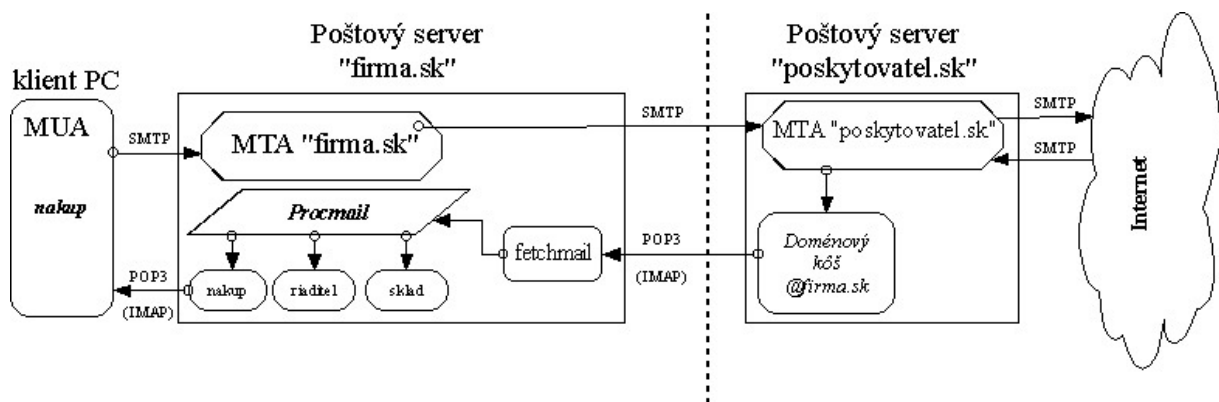 Poštový server
"firma.sk"
Poštový server
"poskytovatel.sk"
klient PC
MUA
nakup
SMTP
MTA "firma.sk"
SMTP
MTA "poskytovatel.sk"
SMTP
SMTP
Internet
Procmail
fetchmail
POP3
(IMAP)
Doménový
kôš
@firma.sk
POP3
(IMAP)
nakup
riaditel
sklad